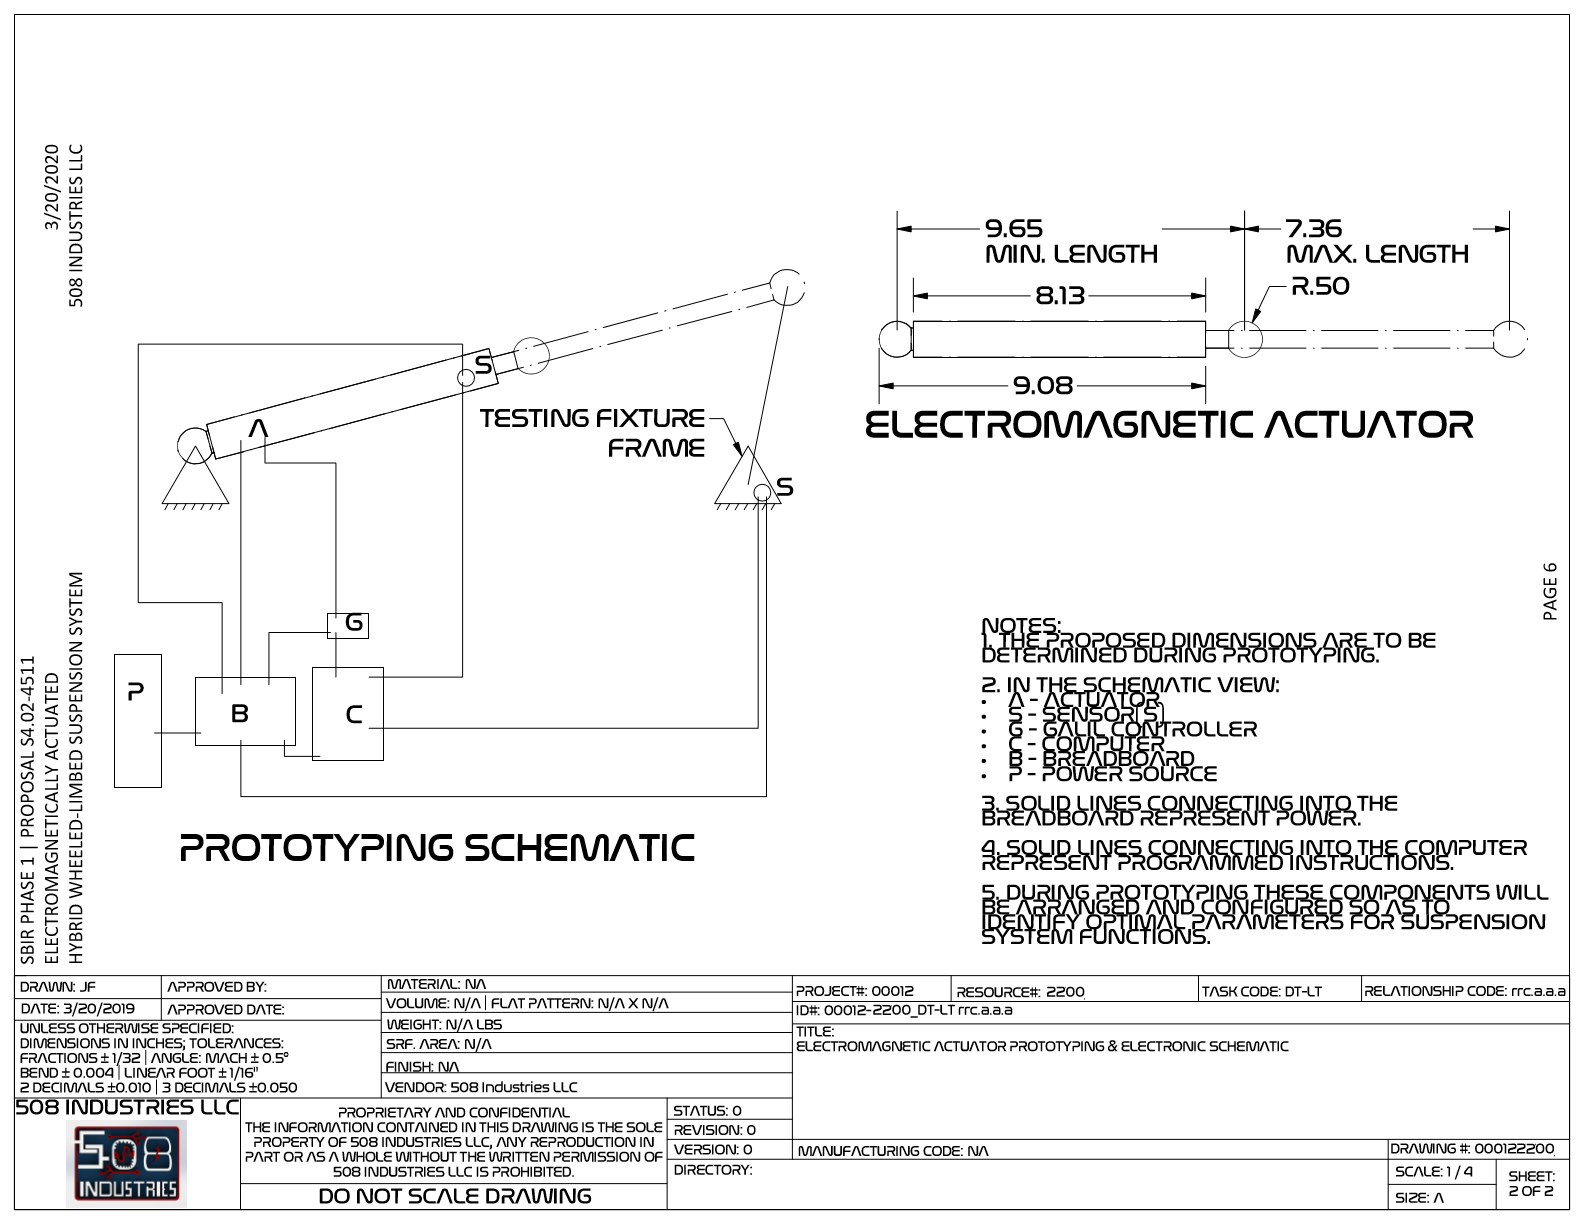 3/20/2020
508 INDUSTRIES LLC
SBIR PHASE 1 | PROPOSAL S4.02-4511
ELECTROMAGNETICALLY ACTUATED
HYBRID WHEELED-LIMBED SUSPENSION SYSTEM
PAGE 6
S
A
TESTING FIXTURE
FRAME
S
G
P
B
C
PROTOTYPING SCHEMATIC
9.65
MIN. LENGTH
7.36
MAX. LENGTH
8.13
R.50
9.08
ELECTROMAGNETIC ACTUATOR
NOTES:
1. THE PROPOSED DIMENSIONS ARE TO BE
DETERMINED DURING PROTOTYPING.
2. IN THE SCHEMATIC VIEW:
• A - ACTUATOR
• S - SENSOR(S)
• G - GALIL CONTROLLER
• C - COMPUTER
• B - BREADBOARD
• P - POWER SOURCE
3. SOLID LINES CONNECTING INTO THE
BREADBOARD REPRESENT POWER.
4. SOLID LINES CONNECTING INTO THE COMPUTER
REPRESENT PROGRAMMED INSTRUCTIONS.
5. DURING PROTOTYPING THESE COMPONENTS WILL
BE ARRANGED AND CONFIGURED SO AS TO
IDENTIFY OPTIMAL PARAMETERS FOR SUSPENSION
SYSTEM FUNCTIONS.
DRAWN: JF
APPROVED BY:
DATE: 3/20/2019
APPROVED DATE:
UNLESS OTHERWISE SPECIFIED:
DIMENSIONS IN INCHES; TOLERANCES:
FRACTIONS ± 1/32 | ANGLE: MACH ± 0.5°
BEND ± 0.004 | LINEAR FOOT ± 1/16"
2 DECIMALS ±0.010 | 3 DECIMALS ±0.050
MATERIAL: NA
VOLUME: N/A | FLAT PATTERN: N/A X N/A
WEIGHT: N/A LBS
SRF. AREA: N/A
FINISH: NA
VENDOR: 508 Industries LLC
PROJECT#: 00012
RESOURCE#: 2200
TASK CODE: DT-LT
RELATIONSHIP CODE: rrc.a.a.a
ID#: 00012-2200_DT-LT rrc.a.a.a
TITLE:
ELECTROMAGNETIC ACTUATOR PROTOTYPING & ELECTRONIC SCHEMATIC
508 INDUSTRIES LLC
508
INDUSTRIES
PROPRIETARY AND CONFIDENTIAL
THE INFORMATION CONTAINED IN THIS DRAWING IS THE SOLE
PROPERTY OF 508 INDUSTRIES LLC, ANY REPRODUCTION IN
PART OR AS A WHOLE WITHOUT THE WRITTEN PERMISSION OF
508 INDUSTRIES LLC IS PROHIBITED.
DO NOT SCALE DRAWING
STATUS: 0
REVISION: 0
VERSION: 0
DIRECTORY:
MANUFACTURING CODE: NA
DRAWING #: 000122200
SCALE: 1 / 4
SIZE: A
SHEET:
2 OF 2